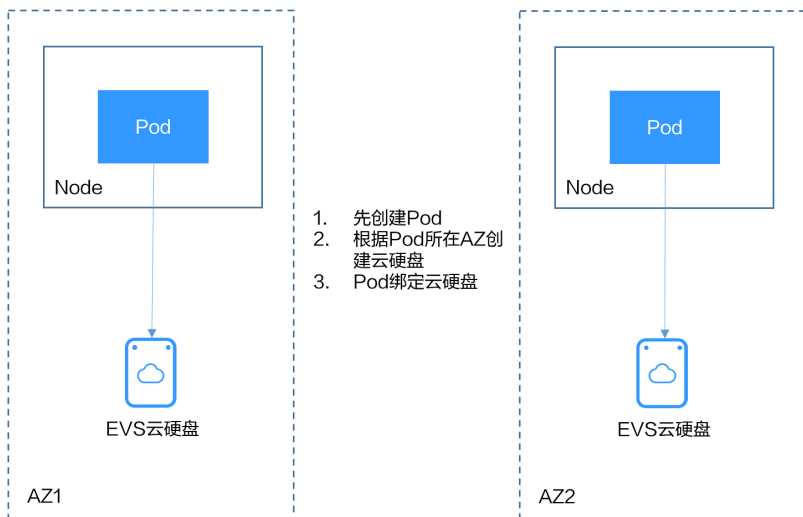 Pod
Node
EVS云硬盘
AZ1
1. 先创建Pod
2. 根据Pod所在AZ创
建云硬盘
3. Pod绑定云硬盘
Pod
Node
EVS云硬盘
AZ2